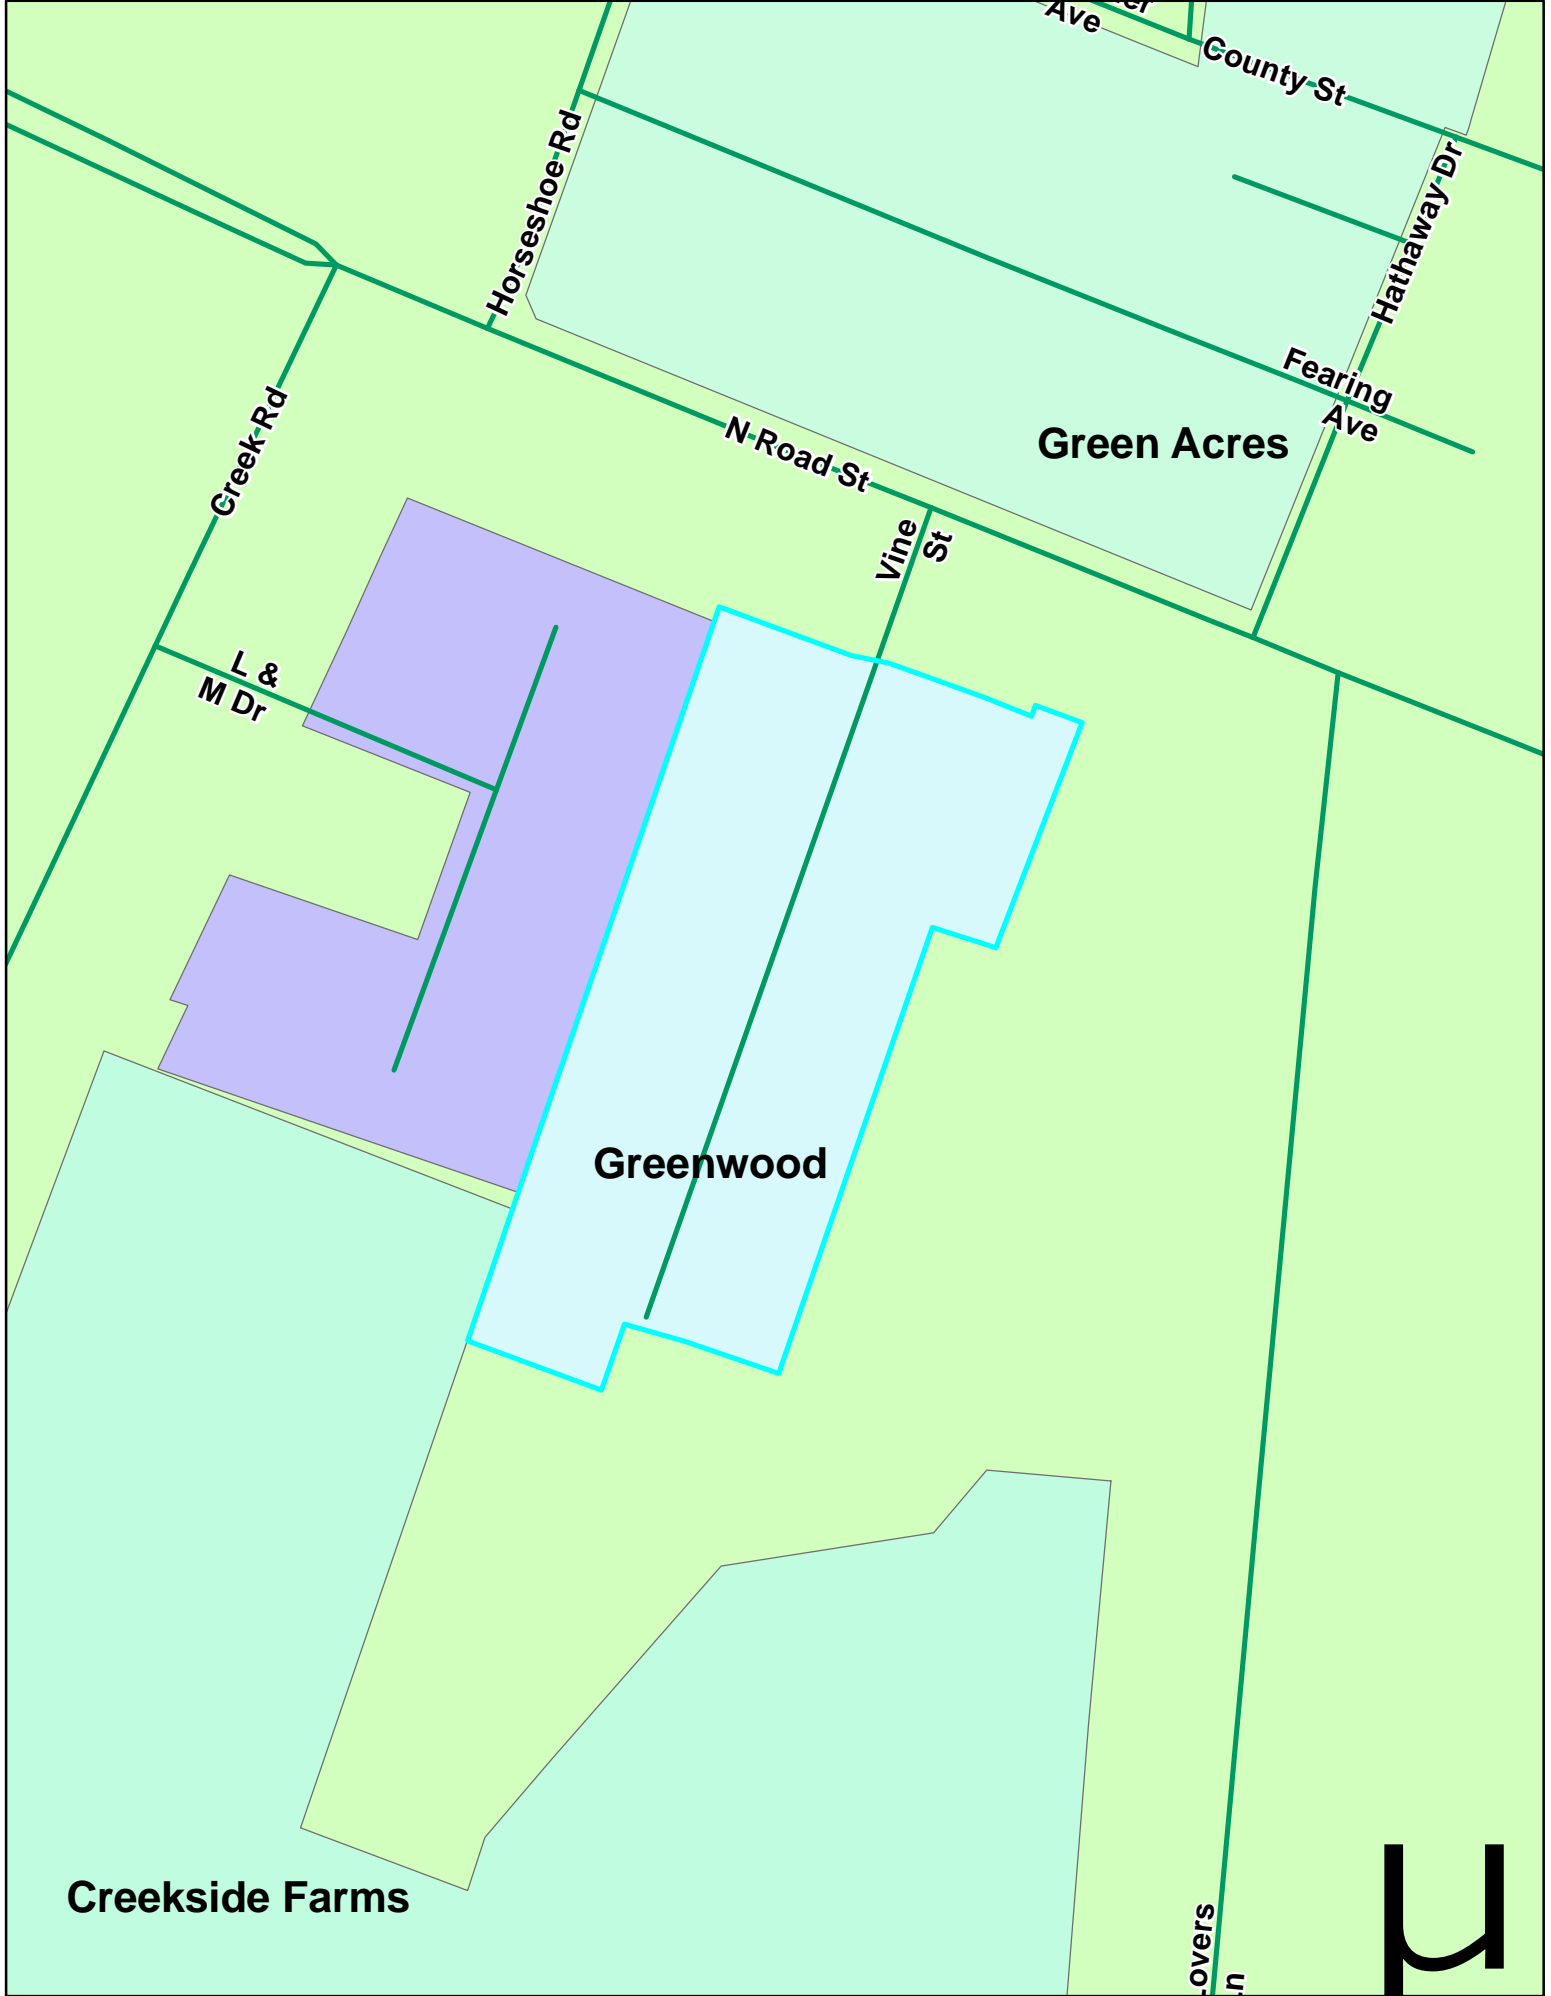 Ave
County St
Horseshoe Rd
Hathaway Dr
Fearing
Ave
Creek Rd
N Road St
Green Acres
Vine
St
L &
M Dr
Greenwood
Creekside Farms
µ